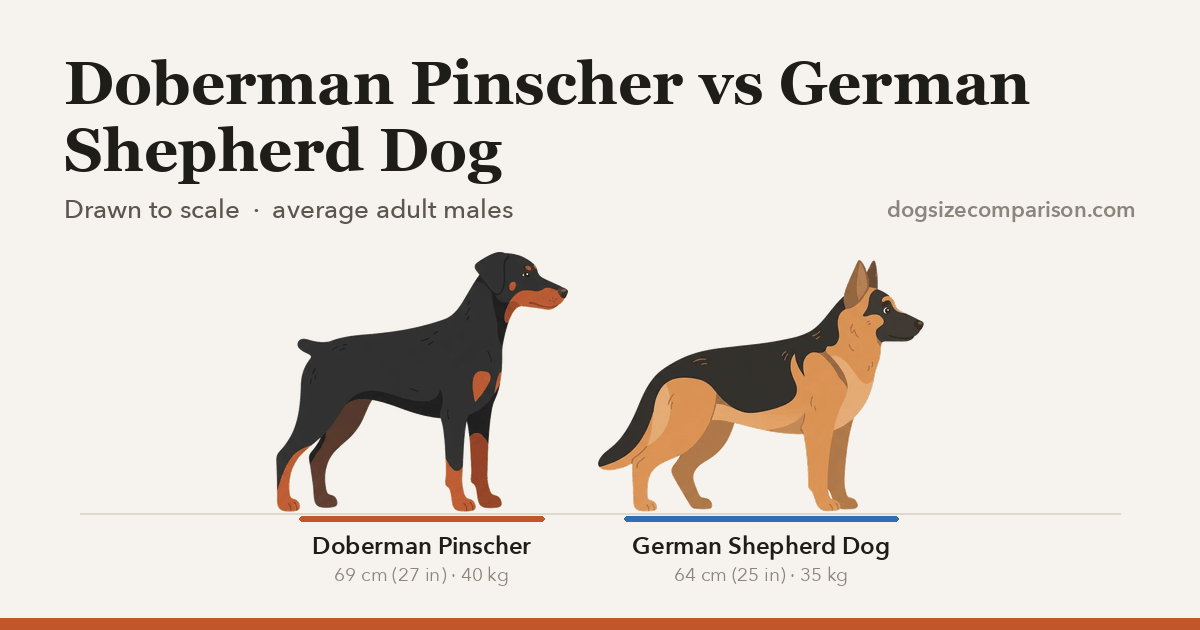 Doberman Pinscher vs German
Shepherd Dog
Drawn to scale · average adult males
dogsizecomparison.com
Doberman Pinscher
69 cm (27 in) · 40 kg
German Shepherd Dog
64 cm (25 in) · 35 kg